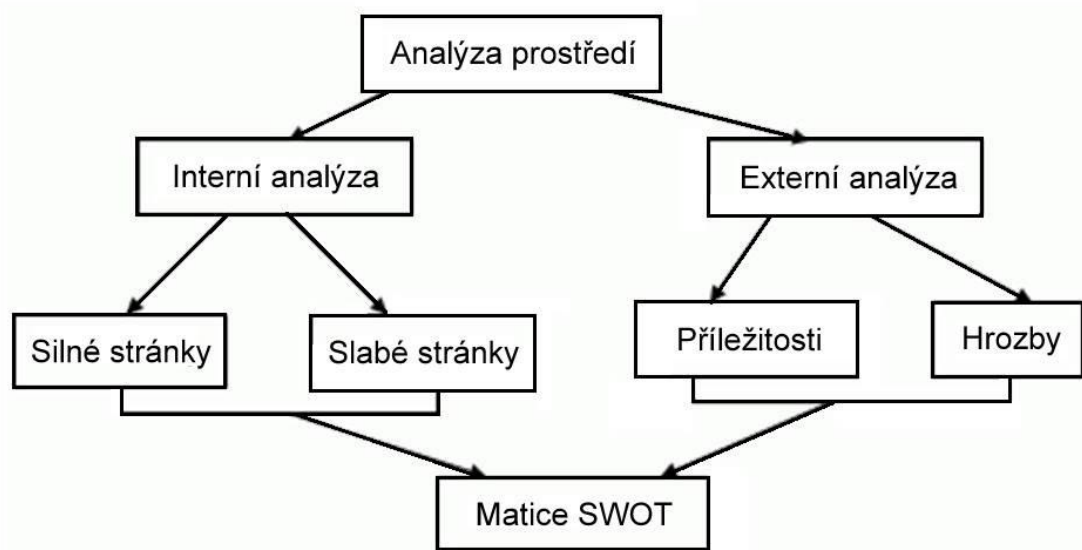 Analýza prostředí
Interní analýza
Externí analýza
Silné stránky
Slabé stránky
Příležitosti
Hrozby
Matice SWOT